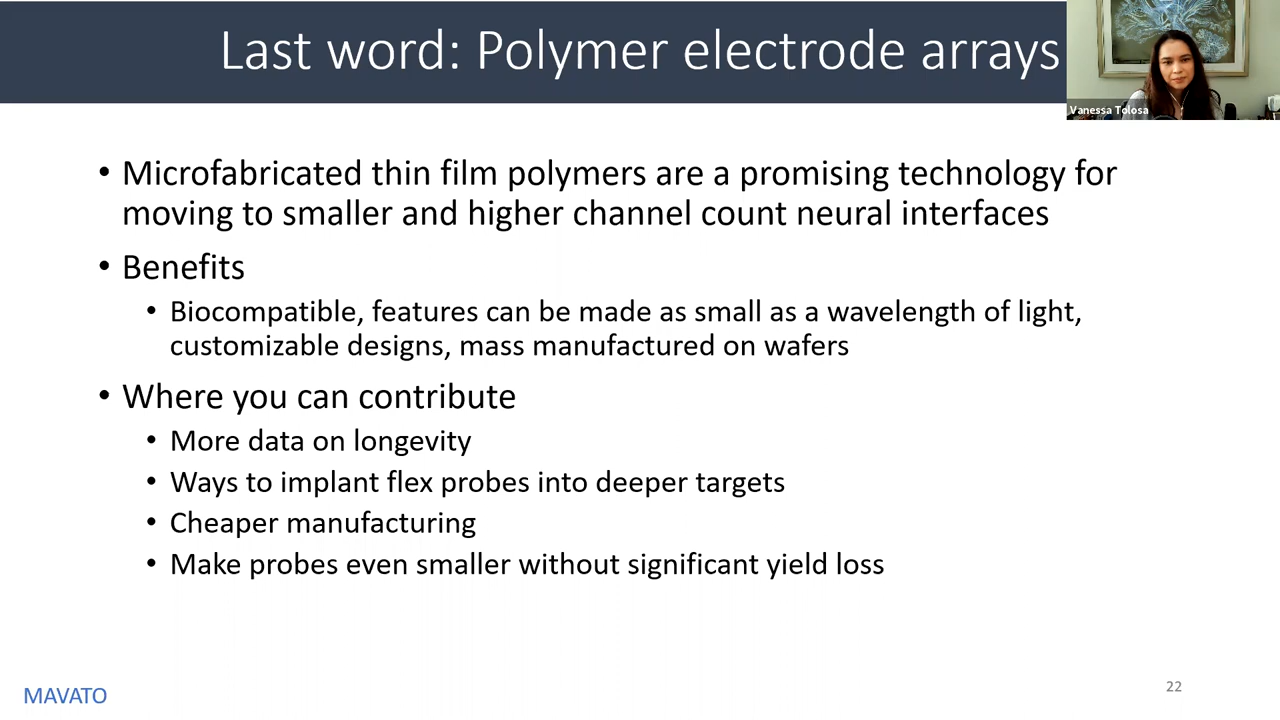 Last word: Polymer electrode arrays
Vanessa Tolosa
• Microfabricated thin film polymers are a promising technology for
moving to smaller and higher channel count neural interfaces
• Benefits
• Biocompatible, features can be made as small as a wavelength of light,
customizable designs, mass manufactured on wafers
• Where you can contribute
• More data on longevity
• Ways to implant flex probes into deeper targets
• Cheaper manufacturing
• Make probes even smaller without significant yield loss
MAVATO
22